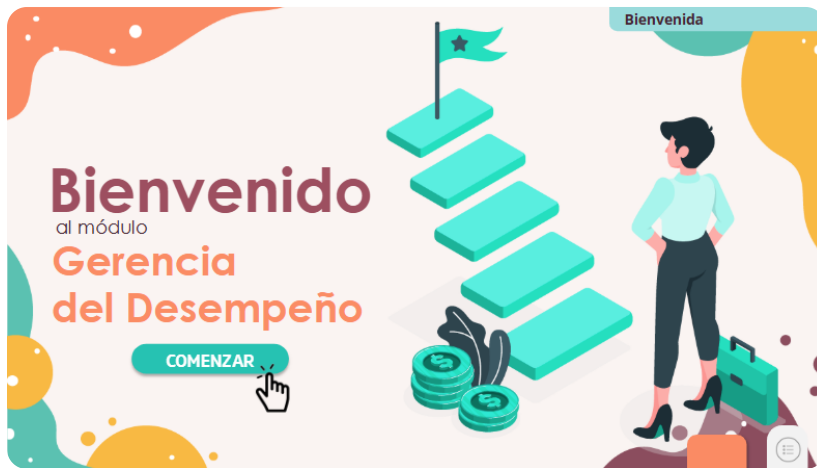 Bienvenida
Bienvenido
al módulo
Gerencia
del Desempeño
COMENZAR